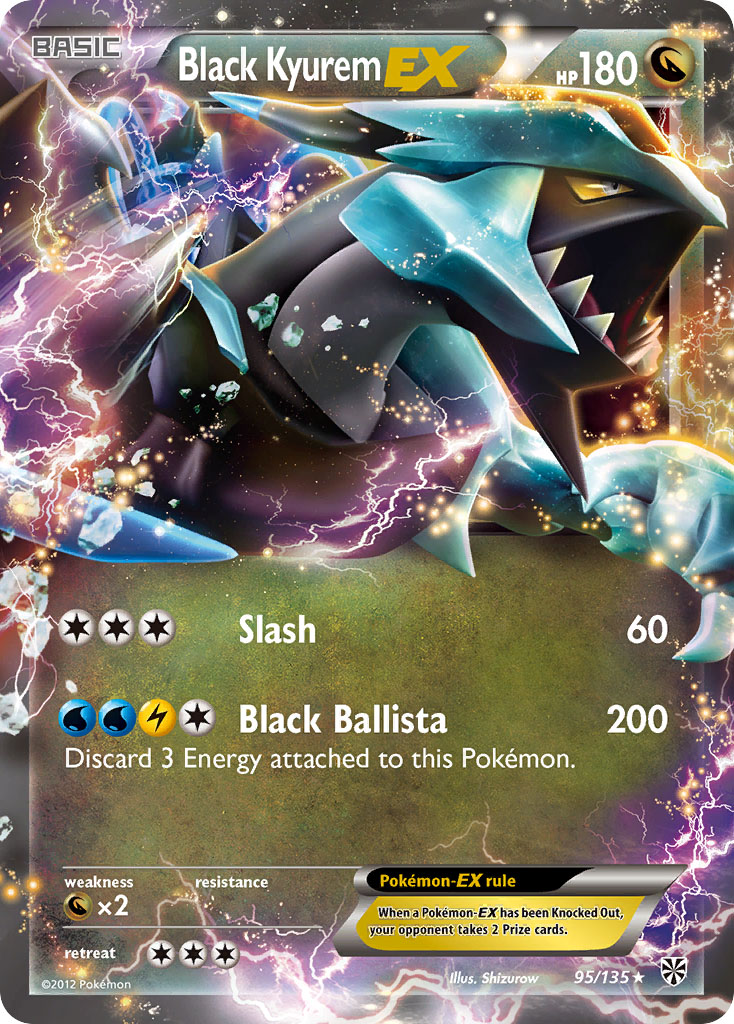 BASIC
Black Kyurem EX
HP180
Slash 60
Black Ballista 200
Discard 3 Energy attached to this Pokémon.
weakness resistance
×2
retreat
Pokémon-EX rule
When a Pokémon-EX has been Knocked Out,
your opponent takes 2 Prize cards.
©2012 Pokémon
Illus. Shizurow
95/135 ★